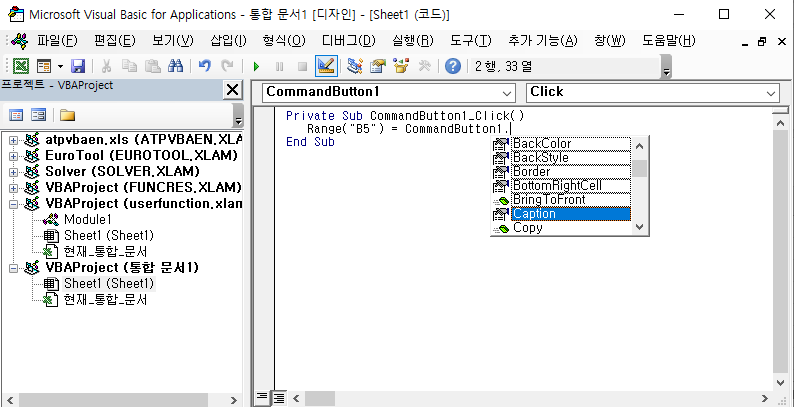 Microsoft Visual Basic for Applications - 통합 문서1 [디자인] - [Sheet1 (코드)]
파일(F) 편집(E) 보기(V) 삽입(I) 형식(O) 디버그(D) 실행(R) 도구(T) 추가 기능(A) 창(W) 도움말(H)
2 행, 33 열
프로젝트 - VBAProject
atpvbaen.xls (ATPVBAEN.XLA
EuroTool (EUROTOOL.XLAM)
Solver (SOLVER.XLAM)
VBAProject (FUNCRES.XLAM)
VBAProject (userfunction.xlam
Module1
Sheet1 (Sheet1)
현재_통합_문서
VBAProject (통합 문서1)
Sheet1 (Sheet1)
현재_통합_문서
CommandButton1 Click
Private Sub CommandButton1_Click()
Range("B5") = CommandButton1.
End Sub
BackColor
BackStyle
Border
BottomRightCell
BringToFront
Caption
Copy